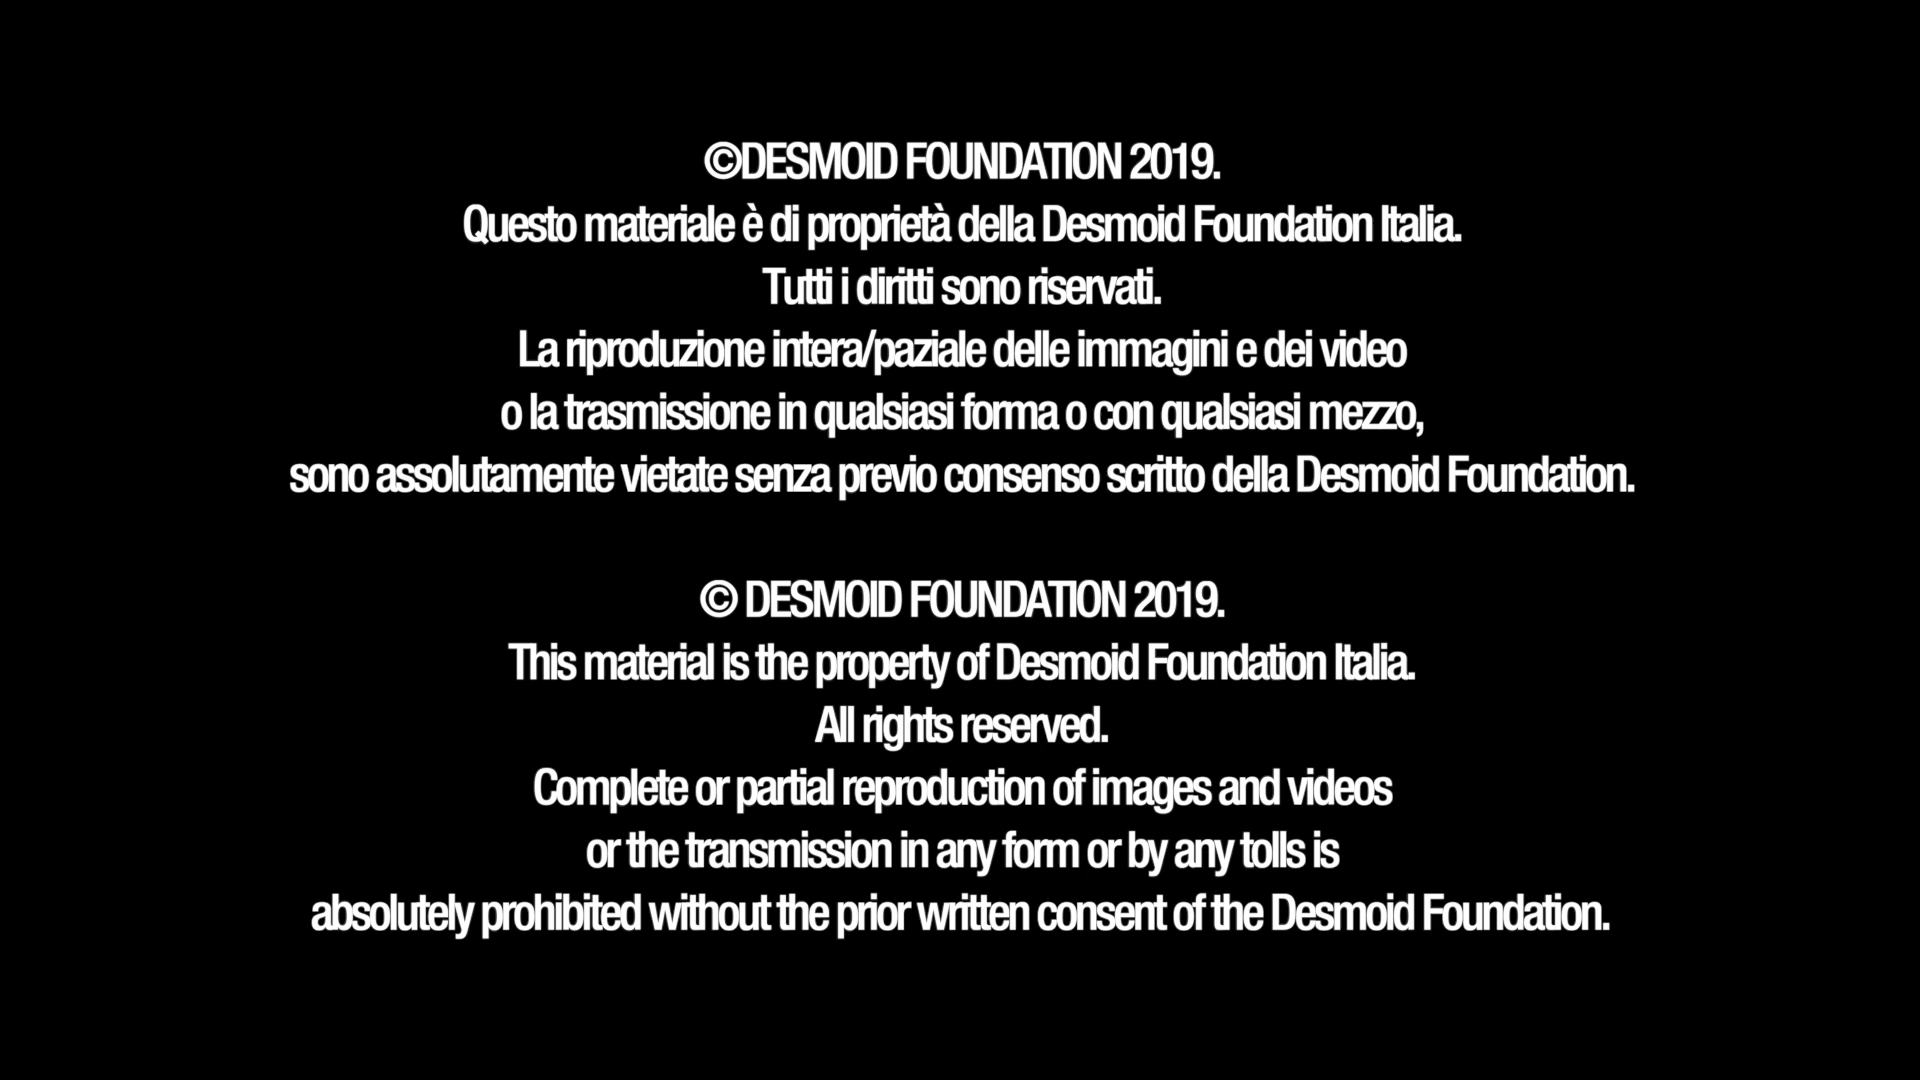 ©DESMOID FOUNDATION 2019.
Questo materiale è di proprietà della Desmoid Foundation Italia.
Tutti i diritti sono riservati.
La riproduzione intera/paziale delle immagini e dei video
o la trasmissione in qualsiasi forma o con qualsiasi mezzo,
sono assolutamente vietate senza previo consenso scritto della Desmoid Foundation.
© DESMOID FOUNDATION 2019.
This material is the property of Desmoid Foundation Italia.
All rights reserved.
Complete or partial reproduction of images and videos
or the transmission in any form or by any tolls is
absolutely prohibited without the prior written consent of the Desmoid Foundation.